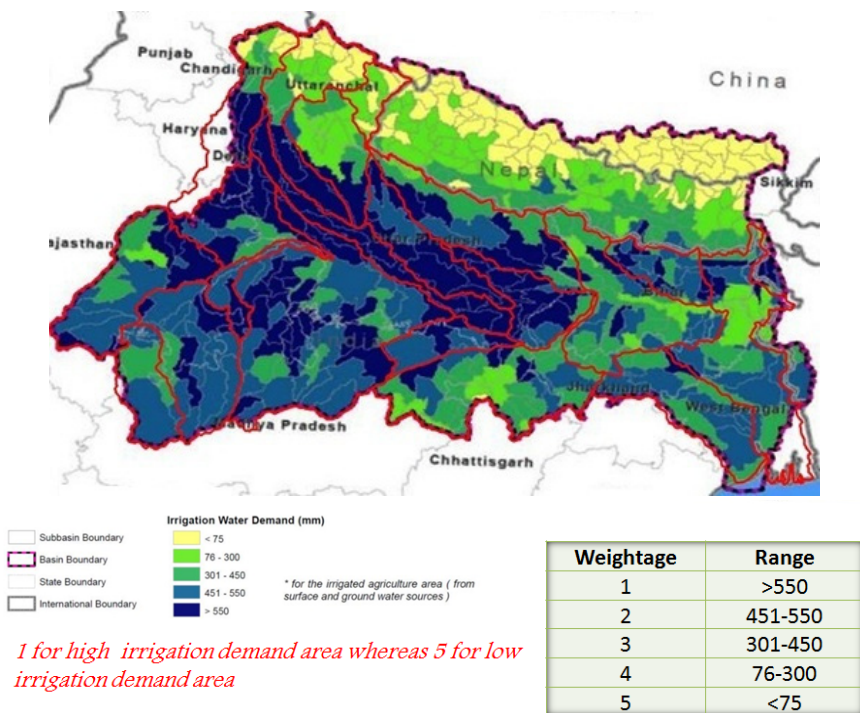 Punjab
Chandigarh
Uttaranchal
China
Haryana
Nepal
Sikkim
ajasthan
Uttar Pradesh
Bihar
India
Jharkhand
West Bengal
Madhya Pradesh
Chhattisgarh
Irrigation Water Demand (mm)
Subbasin Boundary
Basin Boundary
State Boundary
International Boundary
< 75
76 - 300
301 - 450
451 - 550
> 550
* for the irrigated agriculture area ( from
surface and ground water sources )
Weightage Range
1 >550
2 451-550
3 301-450
4 76-300
5 <75
1 for high irrigation demand area whereas 5 for low
irrigation demand area